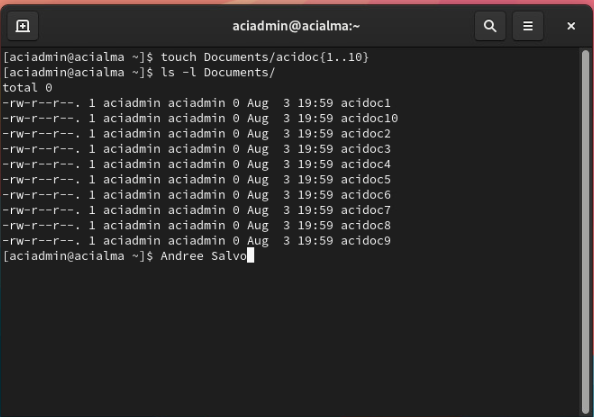 aciadmin@acialma:~
[aciadmin@acialma ~]$ touch Documents/acidoc{1..10}
[aciadmin@acialma ~]$ ls -l Documents/
total 0
-rw-r--r--. 1 aciadmin aciadmin 0 Aug  3 19:59 acidoc1
-rw-r--r--. 1 aciadmin aciadmin 0 Aug  3 19:59 acidoc10
-rw-r--r--. 1 aciadmin aciadmin 0 Aug  3 19:59 acidoc2
-rw-r--r--. 1 aciadmin aciadmin 0 Aug  3 19:59 acidoc3
-rw-r--r--. 1 aciadmin aciadmin 0 Aug  3 19:59 acidoc4
-rw-r--r--. 1 aciadmin aciadmin 0 Aug  3 19:59 acidoc5
-rw-r--r--. 1 aciadmin aciadmin 0 Aug  3 19:59 acidoc6
-rw-r--r--. 1 aciadmin aciadmin 0 Aug  3 19:59 acidoc7
-rw-r--r--. 1 aciadmin aciadmin 0 Aug  3 19:59 acidoc8
-rw-r--r--. 1 aciadmin aciadmin 0 Aug  3 19:59 acidoc9
[aciadmin@acialma ~]$ Andree Salvo